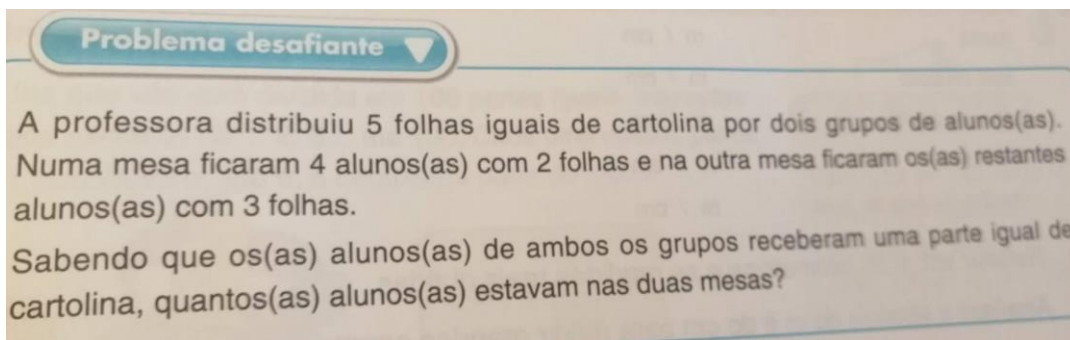 Problema desafiante
A professora distribuiu 5 folhas iguais de cartolina por dois grupos de alunos(as).
Numa mesa ficaram 4 alunos(as) com 2 folhas e na outra mesa ficaram os(as) restantes
alunos(as) com 3 folhas.
Sabendo que os(as) alunos(as) de ambos os grupos receberam uma parte igual de
cartolina, quantos(as) alunos(as) estavam nas duas mesas?